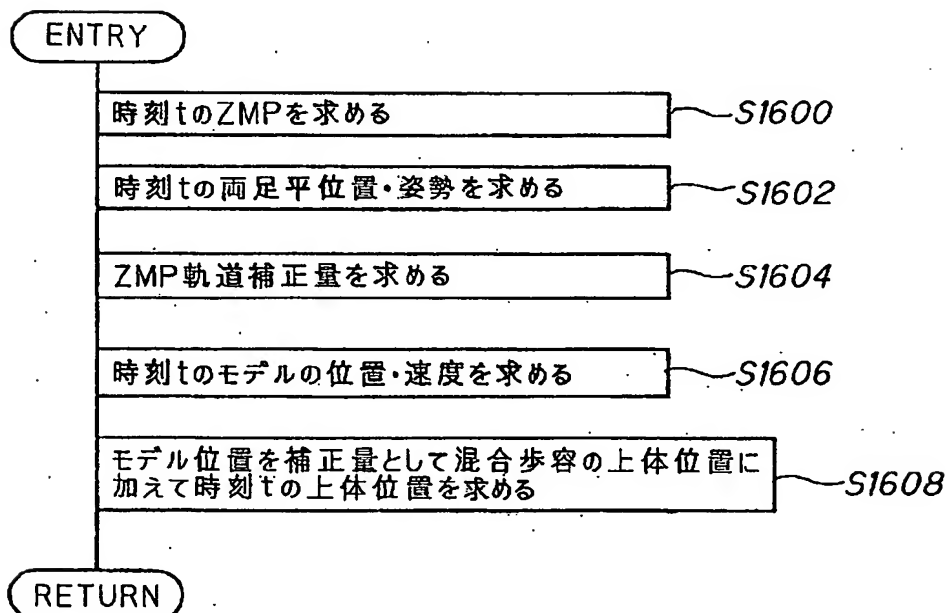 ENTRY
時刻tのZMPを求める
S1600
時刻tの両足平位置・姿勢を求める
S1602
ZMP軌道補正量を求める
S1604
時刻tのモデルの位置・速度を求める
S1606
モデル位置を補正量として混合歩容の上体位置に
加えて時刻tの上体位置を求める
S1608
RETURN